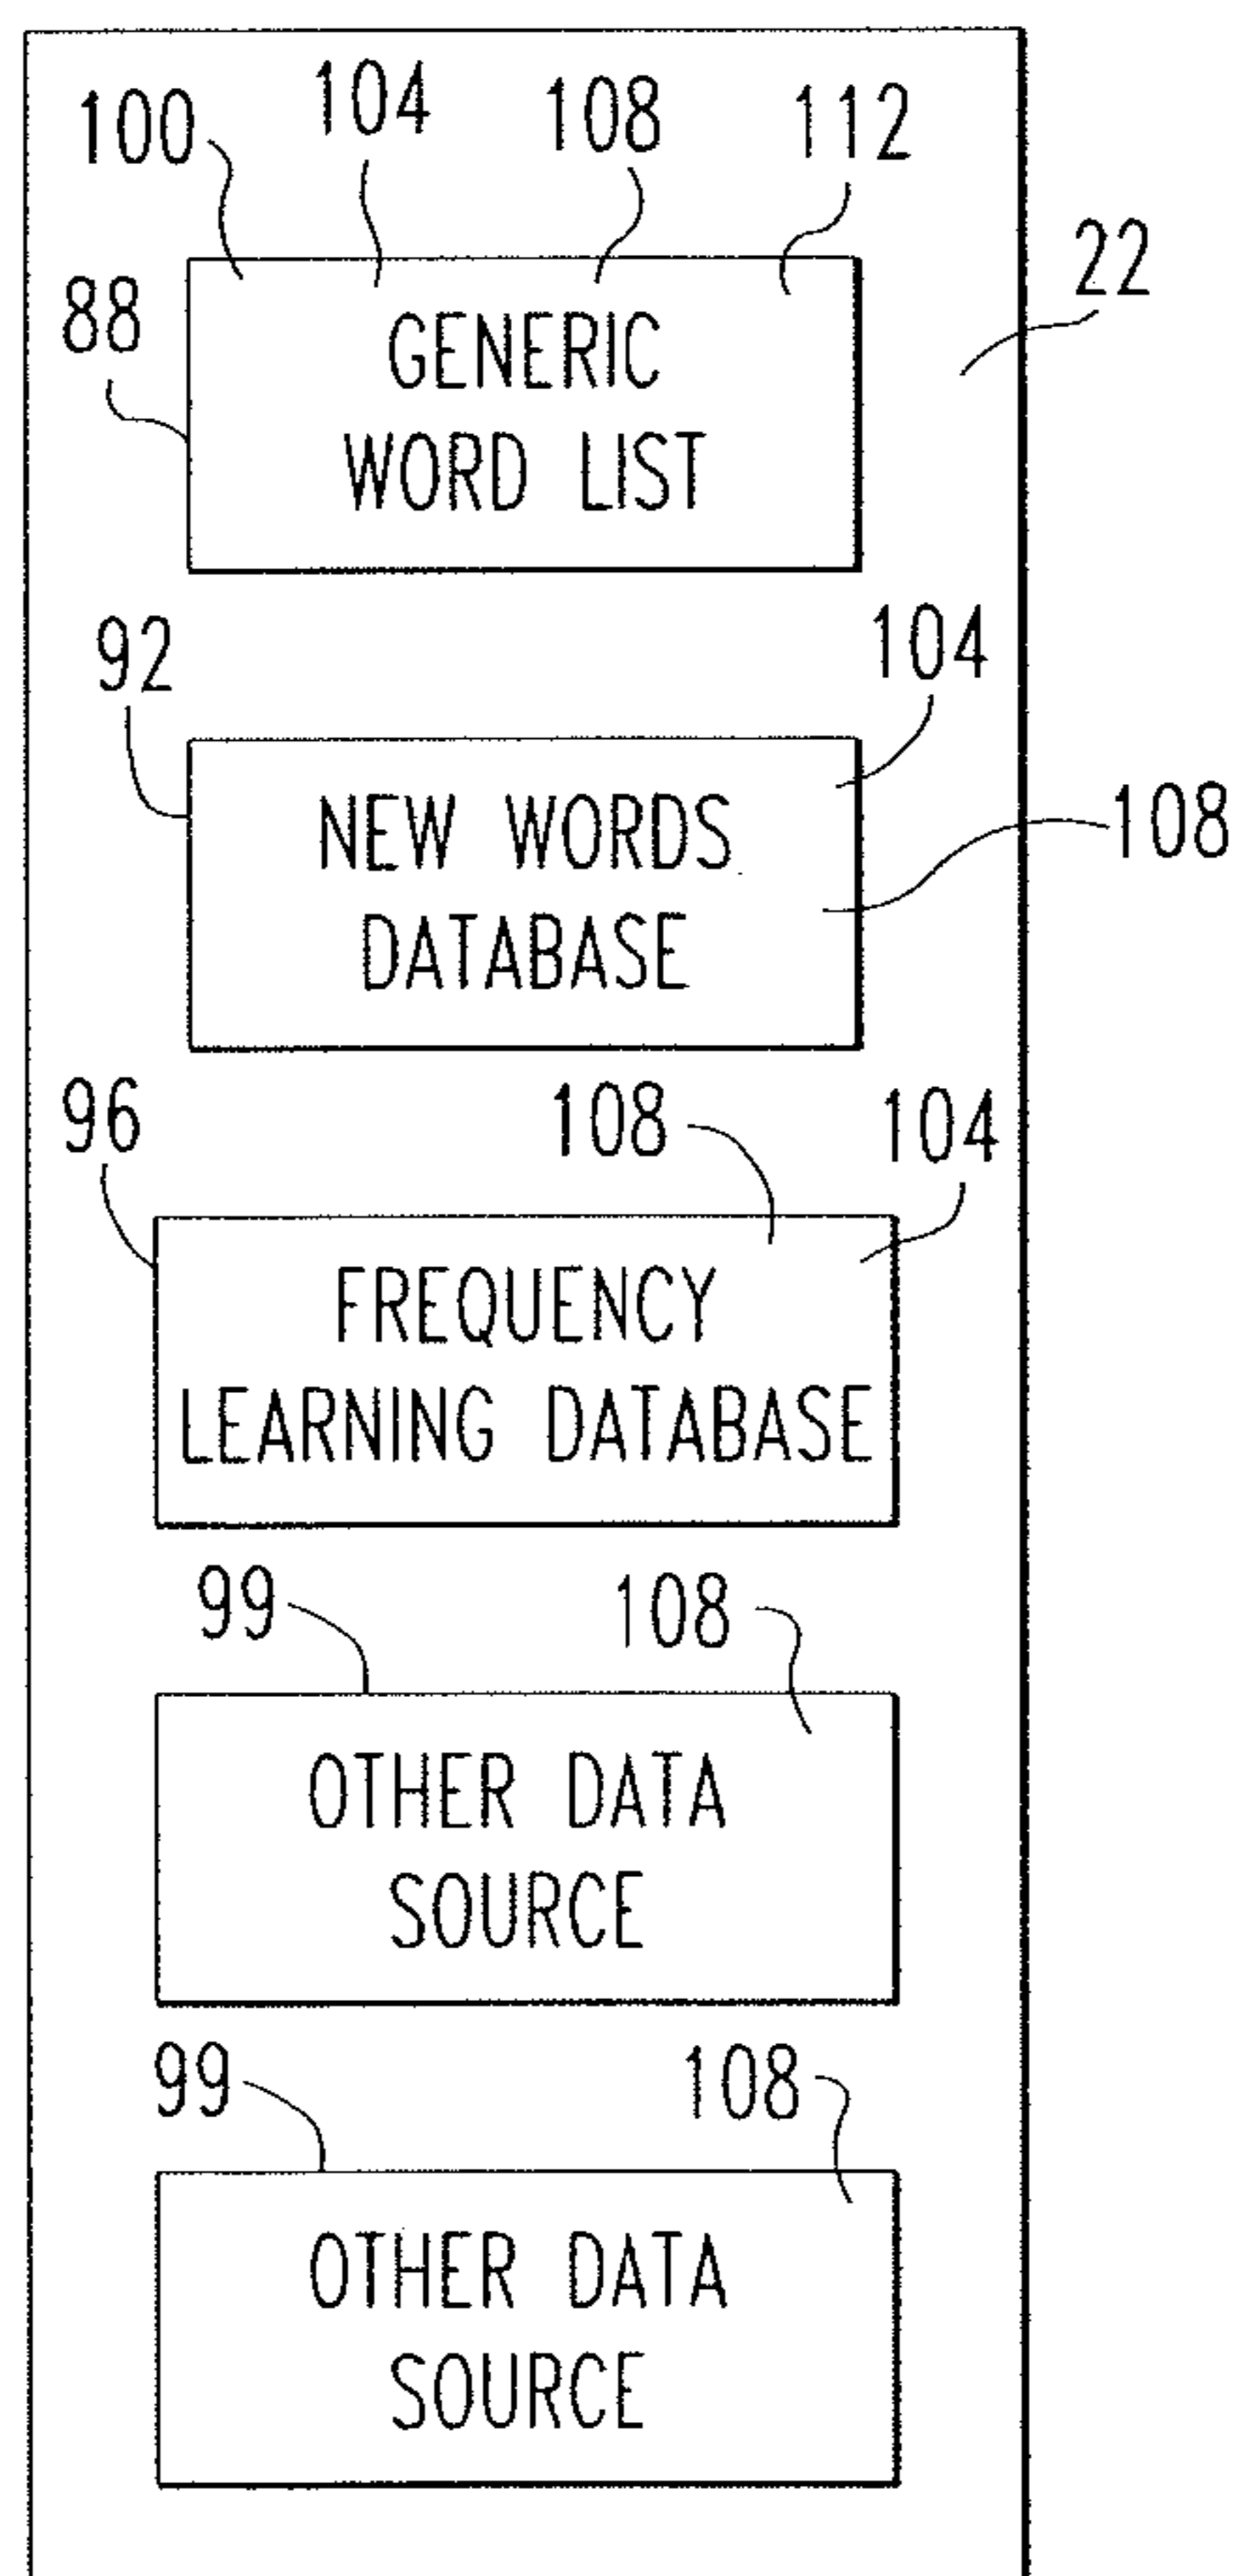 100 104 108 112
22
88
GENERIC
WORD LIST
92 104
NEW WORDS
108
DATABASE
96 108 104
FREQUENCY
LEARNING DATABASE
99 108
OTHER DATA
SOURCE
99 108
OTHER DATA
SOURCE